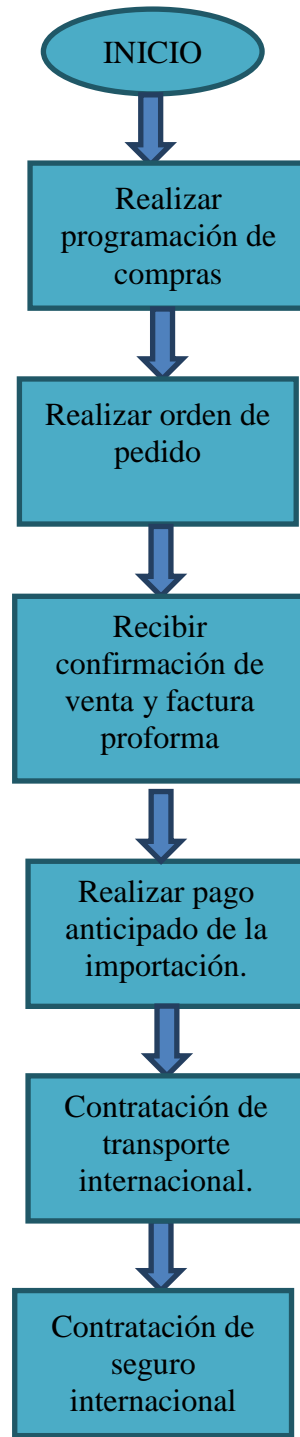 INICIO
Realizar
programación de
compras
Realizar orden de
pedido
Recibir
confirmación de
venta y factura
proforma
Realizar pago
anticipado de la
importación.
Contratación de
transporte
internacional.
Contratación de
seguro
internacional